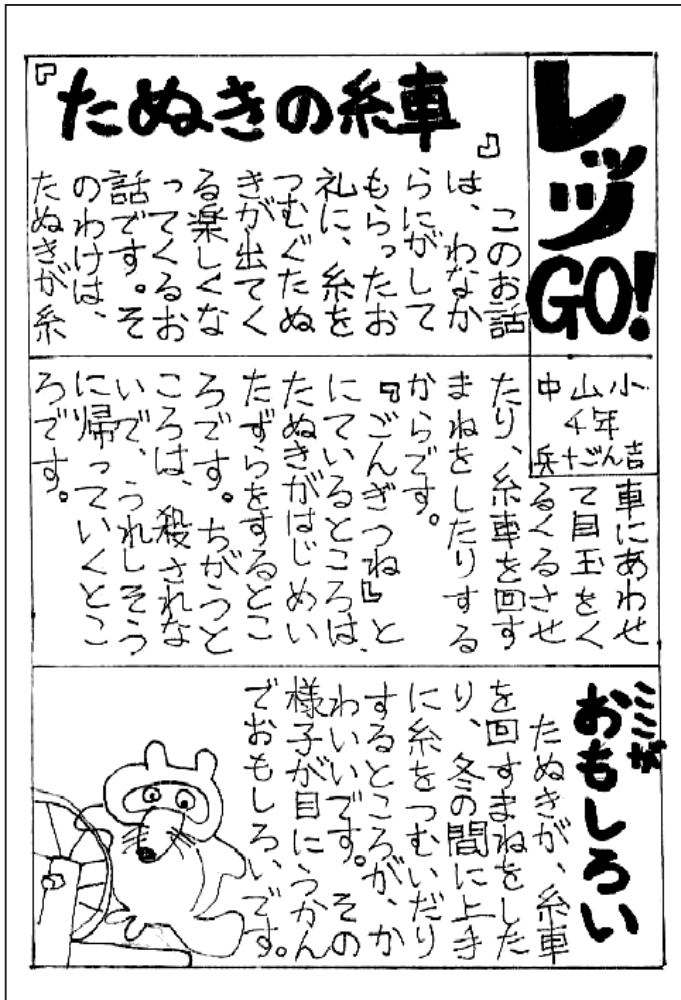 レッツGO!
中山小
4年
兵十ごん吉
『たぬきの糸車』
このお話
は、わなか
らにがして
もらったお
礼に、糸を
つむぐたぬ
きが出てく
る楽しくな
ってくるお
話です。そ
のわけは、
たぬきが糸
車にあわせ
て目玉をく
るくるさせ
たり、糸車を回す
まねをしたりする
からです。
『ごんぎつね』と
にているところは、
たぬきがはじめい
たずらをするとこ
ろです。ちがうと
ころは、殺されな
いで、うれしそう
に帰っていくとこ
ろです。
ここがおもしろい
たぬきが、糸車
を回すまねをした
り、冬の間に上手
に糸をつむいだり
するところが、か
わいいです。その
様子が目にうかん
でおもしろいです。